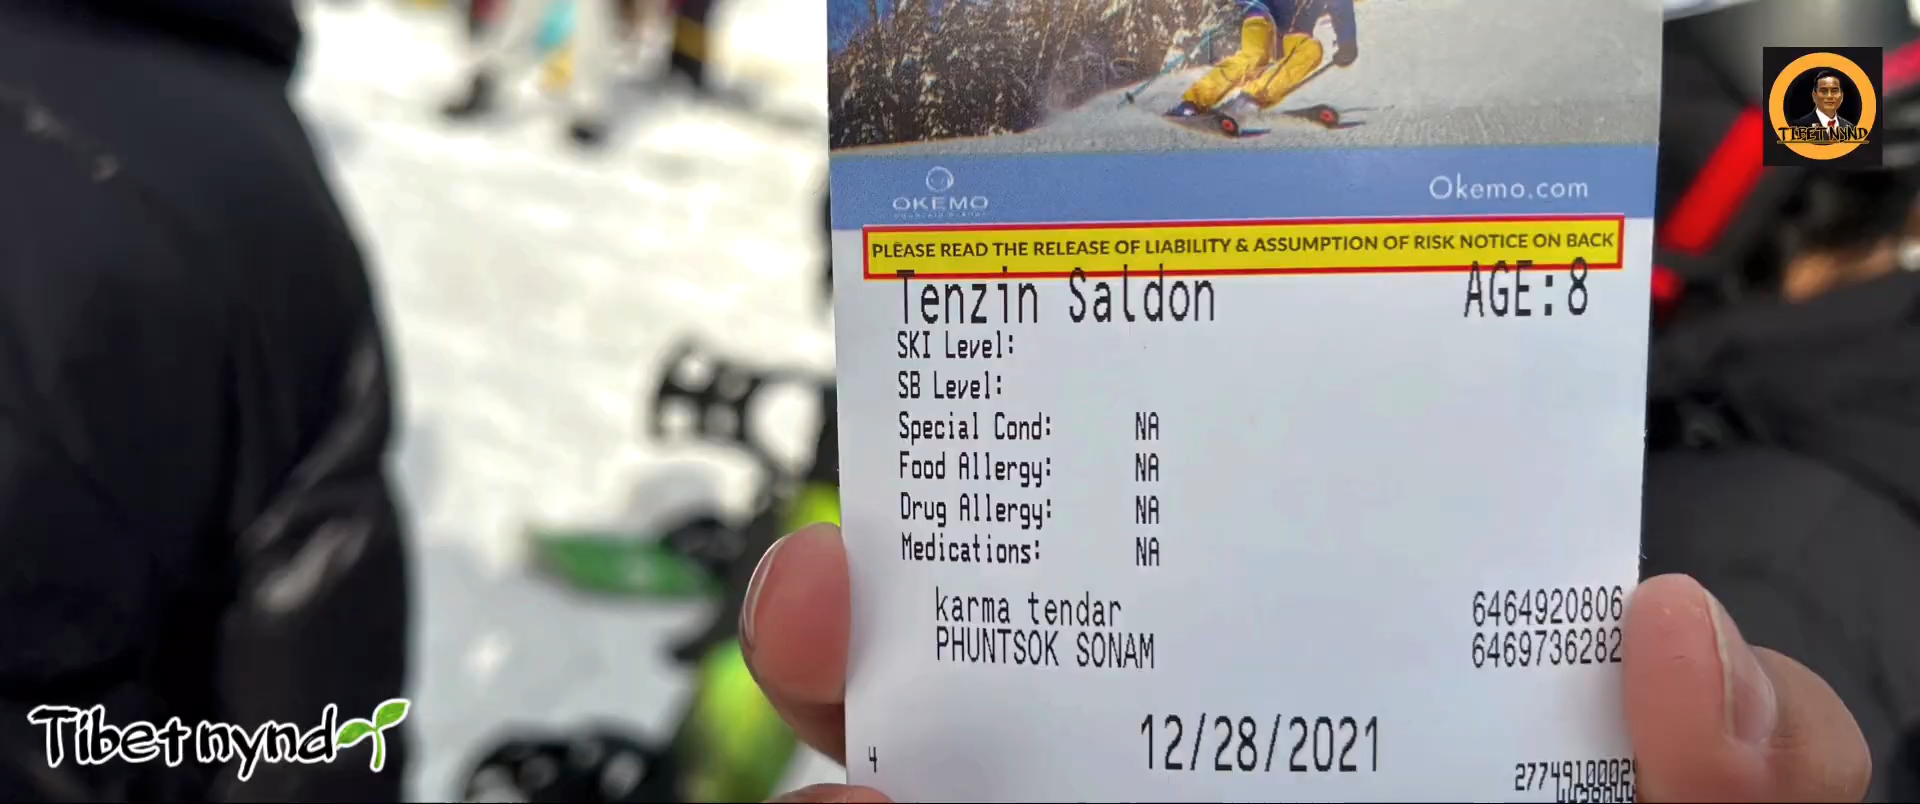 TIBET NYND
OKEMO
Okemo.com
PLEASE READ THE RELEASE OF LIABILITY & ASSUMPTION OF RISK NOTICE ON BACK
Tenzin Saldon AGE:8
SKI Level:
SB Level:
Special Cond: NA
Food Allergy: NA
Drug Allergy: NA
Medications: NA
karma tendar 6464920806
PHUNTSOK SONAM 6469736282
12/28/2021
4
Tibetnynd